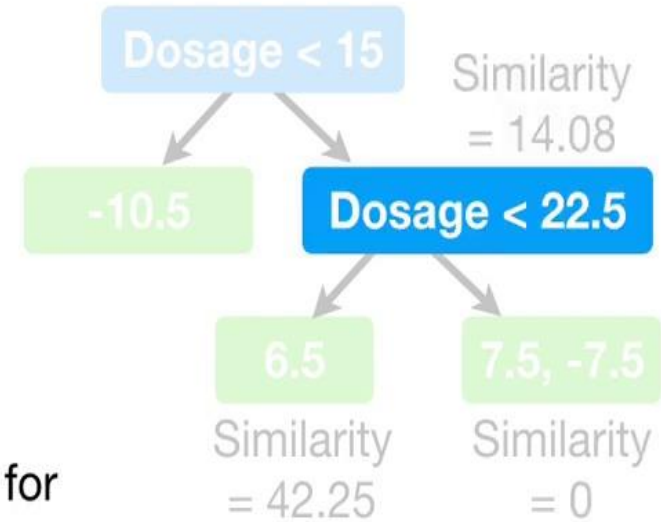 Dosage < 15
Similarity
= 14.08
-10.5
Dosage < 22.5
6.5
7.5, -7.5
Similarity
= 42.25
Similarity
= 0
for